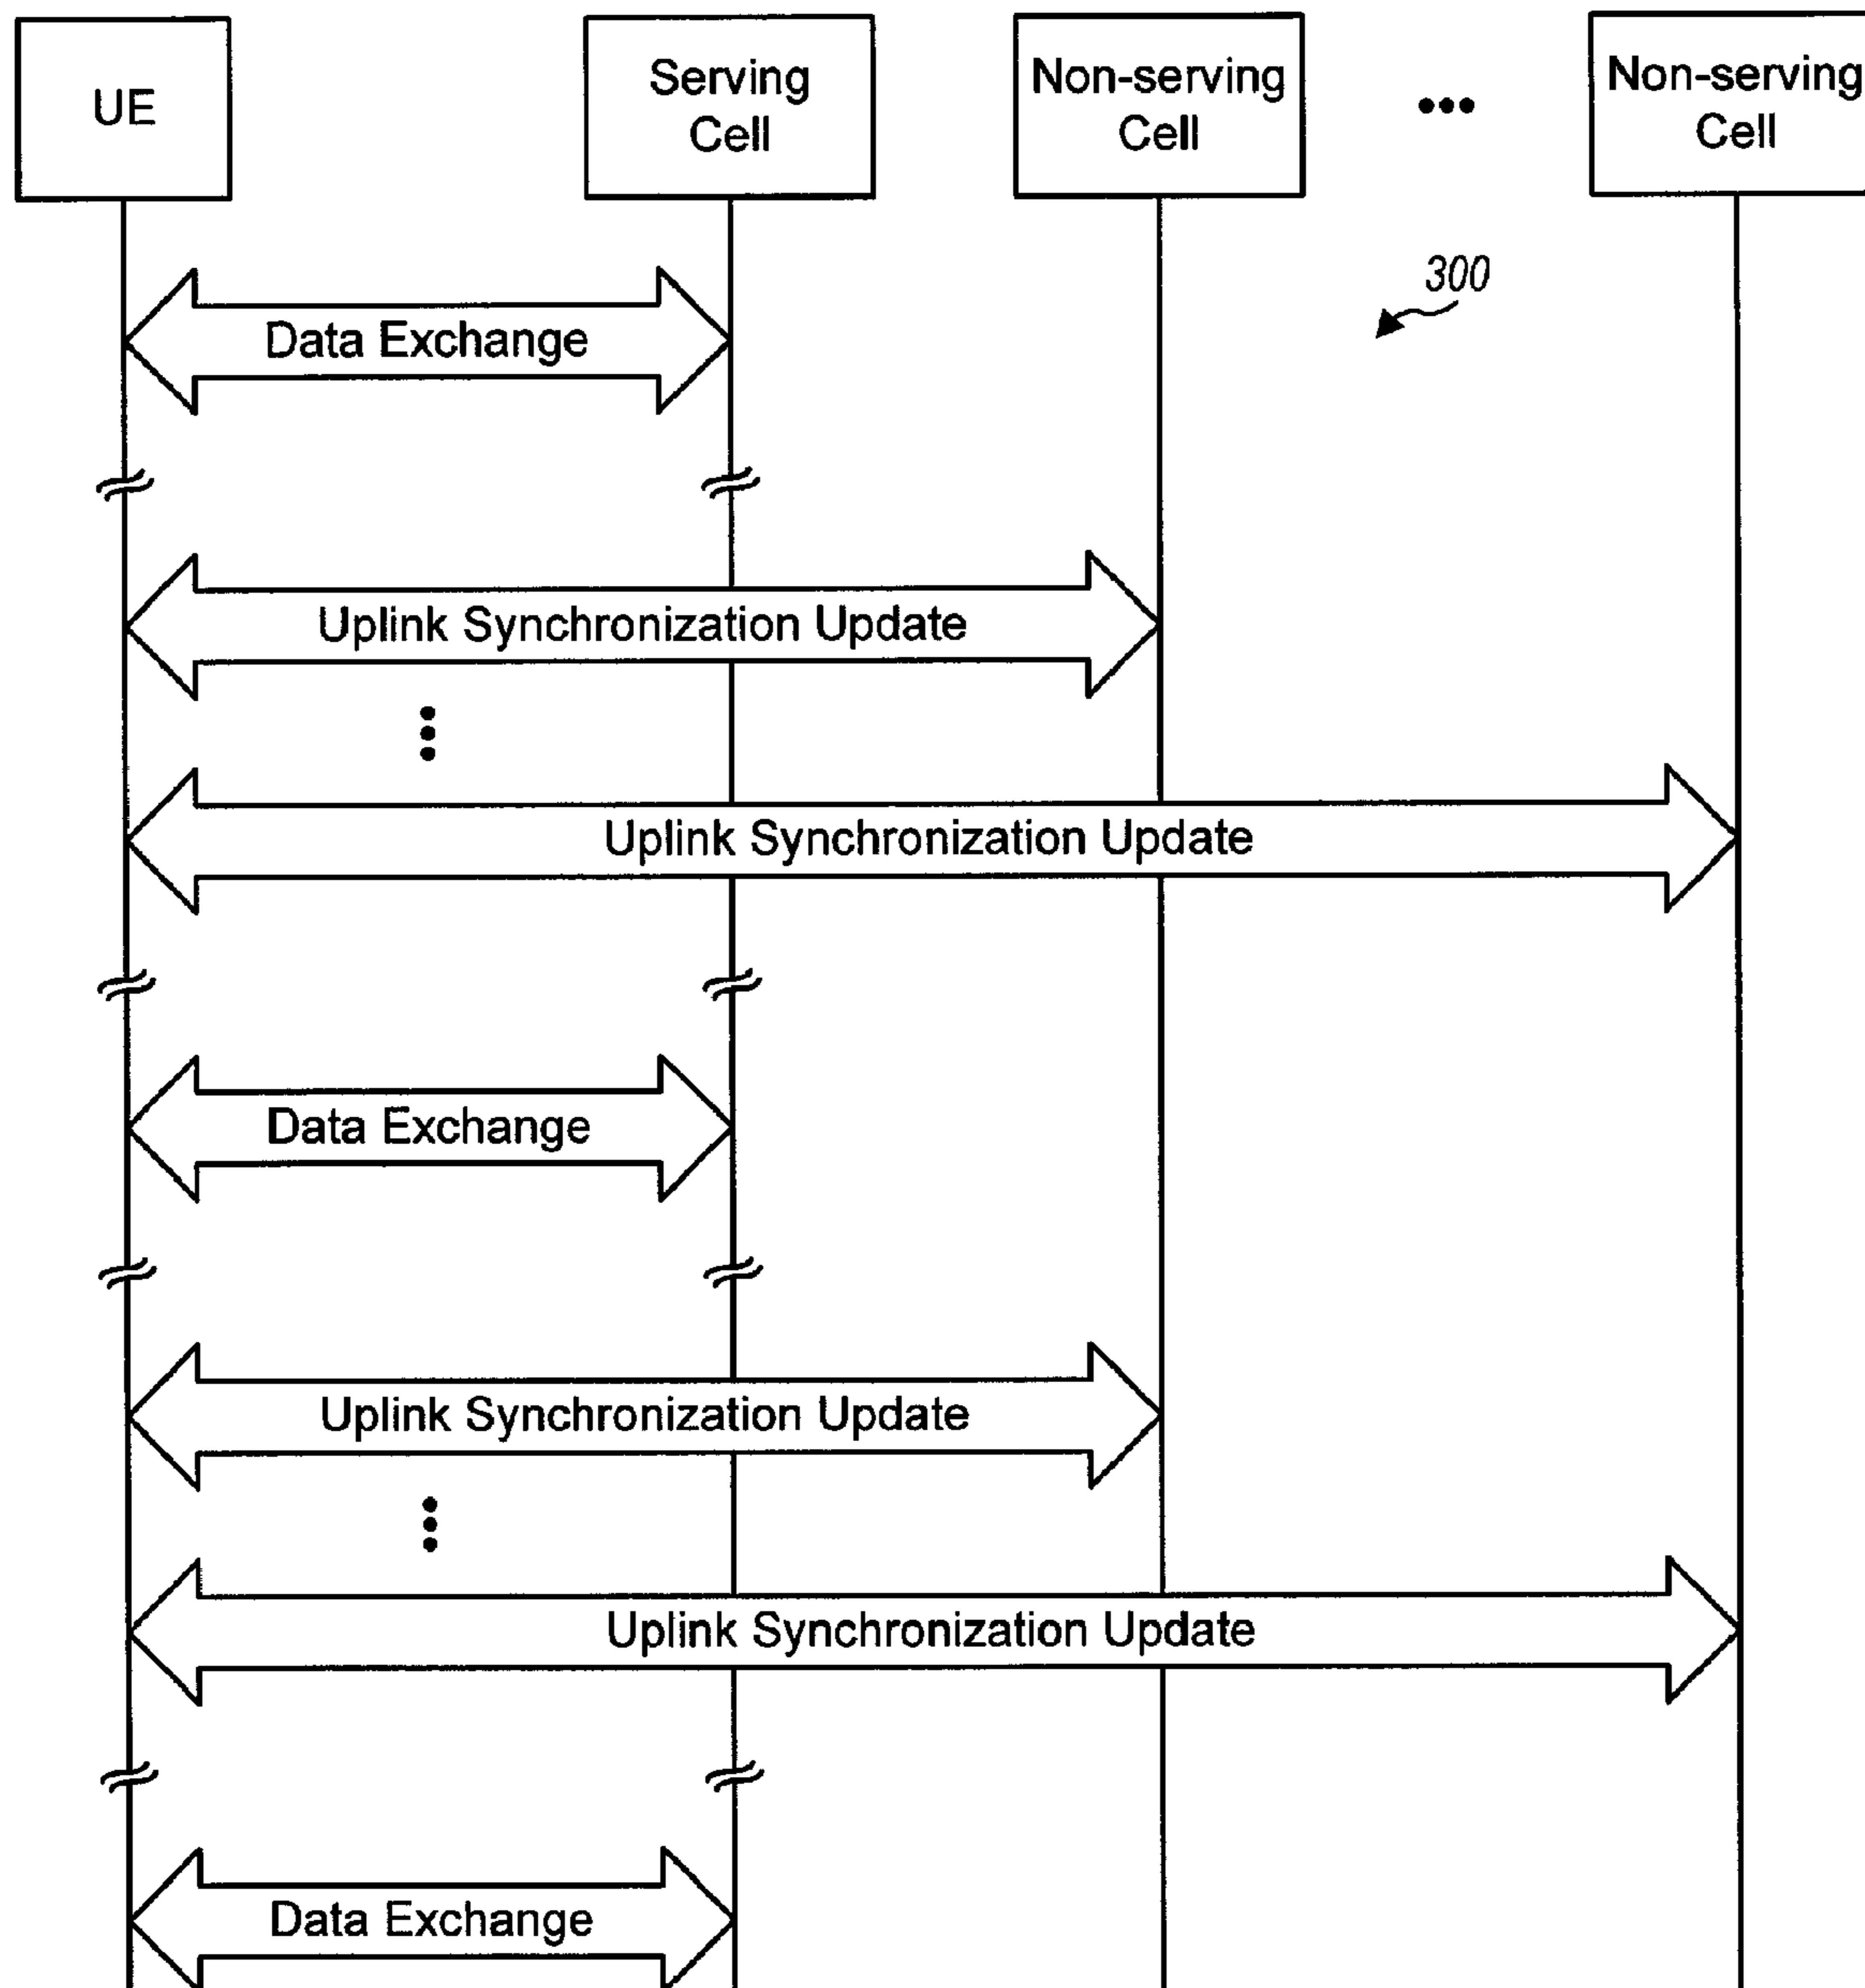 UE
Serving
Cell
Non-serving
Cell
Non-serving
Cell
300
Data Exchange
Uplink Synchronization Update
Uplink Synchronization Update
Data Exchange
Uplink Synchronization Update
Uplink Synchronization Update
Data Exchange